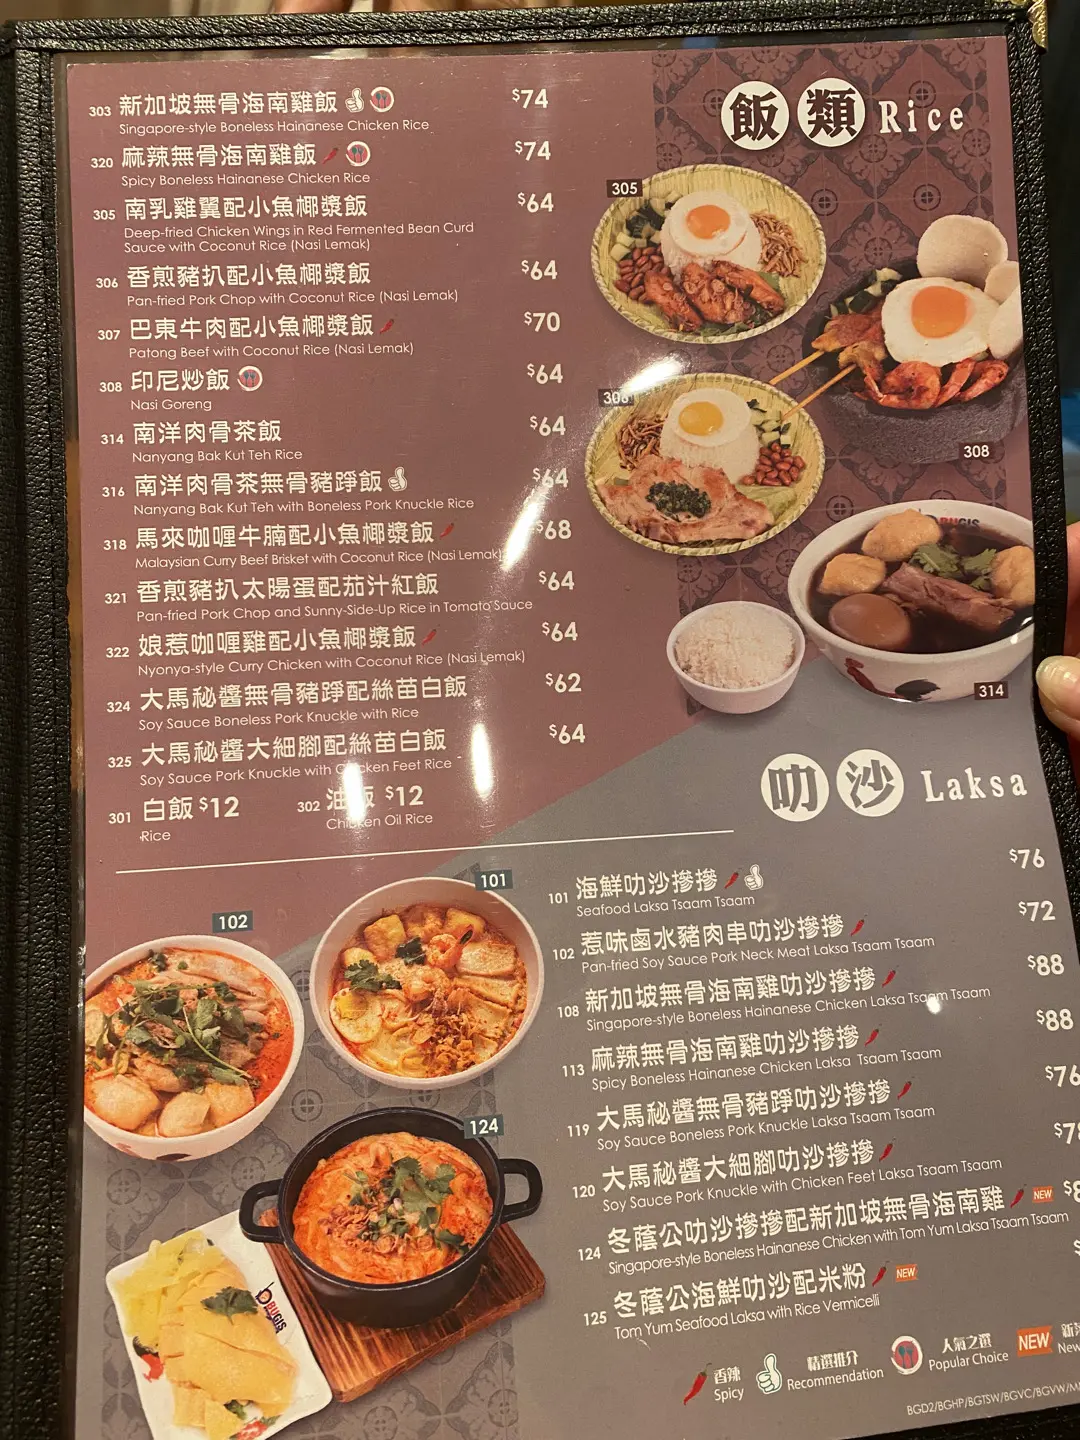 飯類 Rice
303 新加坡無骨海南雞飯 $74
Singapore-style Boneless Hainanese Chicken Rice
320 麻辣無骨海南雞飯 $74
Spicy Boneless Hainanese Chicken Rice
305 南乳雞翼配小魚椰漿飯 $64
Deep-fried Chicken Wings in Red Fermented Bean Curd
Sauce with Coconut Rice (Nasi Lemak)
306 香煎豬扒配小魚椰漿飯 $64
Pan-fried Pork Chop with Coconut Rice (Nasi Lemak)
307 巴東牛肉配小魚椰漿飯 $70
Patong Beef with Coconut Rice (Nasi Lemak)
308 印尼炒飯 $64
Nasi Goreng
314 南洋肉骨茶飯 $64
Nanyang Bak Kut Teh Rice
316 南洋肉骨茶無骨豬踭飯 $64
Nanyang Bak Kut Teh with Boneless Pork Knuckle Rice
318 馬來咖喱牛腩配小魚椰漿飯 $68
Malaysian Curry Beef Brisket with Coconut Rice (Nasi Lemak)
321 香煎豬扒太陽蛋配茄汁紅飯 $64
Pan-fried Pork Chop and Sunny-Side-Up Rice in Tomato Sauce
322 娘惹咖喱雞配小魚椰漿飯 $64
Nyonya-style Curry Chicken with Coconut Rice (Nasi Lemak)
324 大馬秘醬無骨豬踭配絲苗白飯 $62
Soy Sauce Boneless Pork Knuckle with Rice
325 大馬秘醬大細腳配絲苗白飯 $64
Soy Sauce Pork Knuckle with Chicken Feet Rice
301 白飯 $12 302 油飯 $12
Rice Chicken Oil Rice
305
308
306
BUGIS
314
叻沙 Laksa
101 海鮮叻沙摻摻 $76
Seafood Laksa Tsaam Tsaam
102 惹味鹵水豬肉串叻沙摻摻 $72
Pan-fried Soy Sauce Pork Neck Meat Laksa Tsaam Tsaam
108 新加坡無骨海南雞叻沙摻摻 $88
Singapore-style Boneless Hainanese Chicken Laksa Tsaam Tsaam
113 麻辣無骨海南雞叻沙摻摻 $88
Spicy Boneless Hainanese Chicken Laksa Tsaam Tsaam
119 大馬秘醬無骨豬踭叻沙摻摻 $76
Soy Sauce Boneless Pork Knuckle Laksa Tsaam Tsaam
120 大馬秘醬大細腳叻沙摻摻
Soy Sauce Pork Knuckle with Chicken Feet Laksa Tsaam Tsaam
124 冬蔭公叻沙摻摻配新加坡無骨海南雞 NEW
Singapore-style Boneless Hainanese Chicken with Tom Yum Laksa Tsaam Tsaam
125 冬蔭公海鮮叻沙配米粉 NEW
Tom Yum Seafood Laksa with Rice Vermicelli
101
102
124
BUGIS
香辣 精選推介 人氣之選 NEW
Spicy Recommendation Popular Choice New
BGD2/BGHP/BGTSW/BGVC/BGVW/